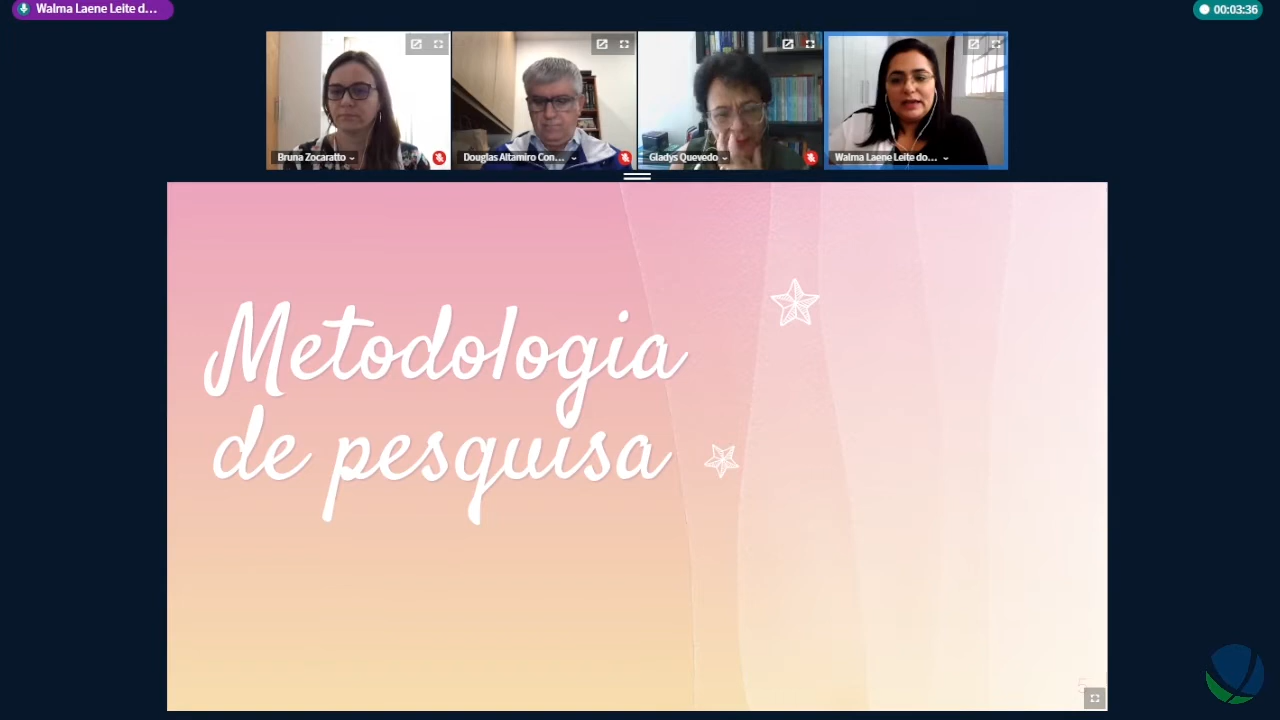 Walma Laene Leite d...
00:03:36
Bruna Zocaratto
Douglas Altamiro Con...
Gladys Quevedo
Walma Laene Leite do...
Metodologia
de pesquisa